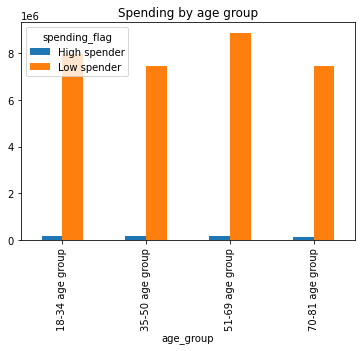 Spending by age group
1e6
8
6
4
2
0
spending_flag
High spender
Low spender
18-34 age group
35-50 age group
51-69 age group
70-81 age group
age_group